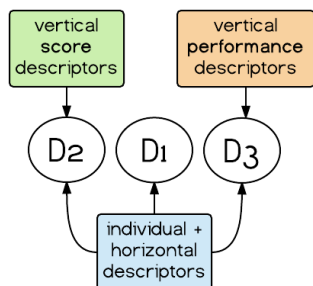 vertical
score
descriptors
vertical
performance
descriptors
D2
D1
D3
individual +
horizontal
descriptors